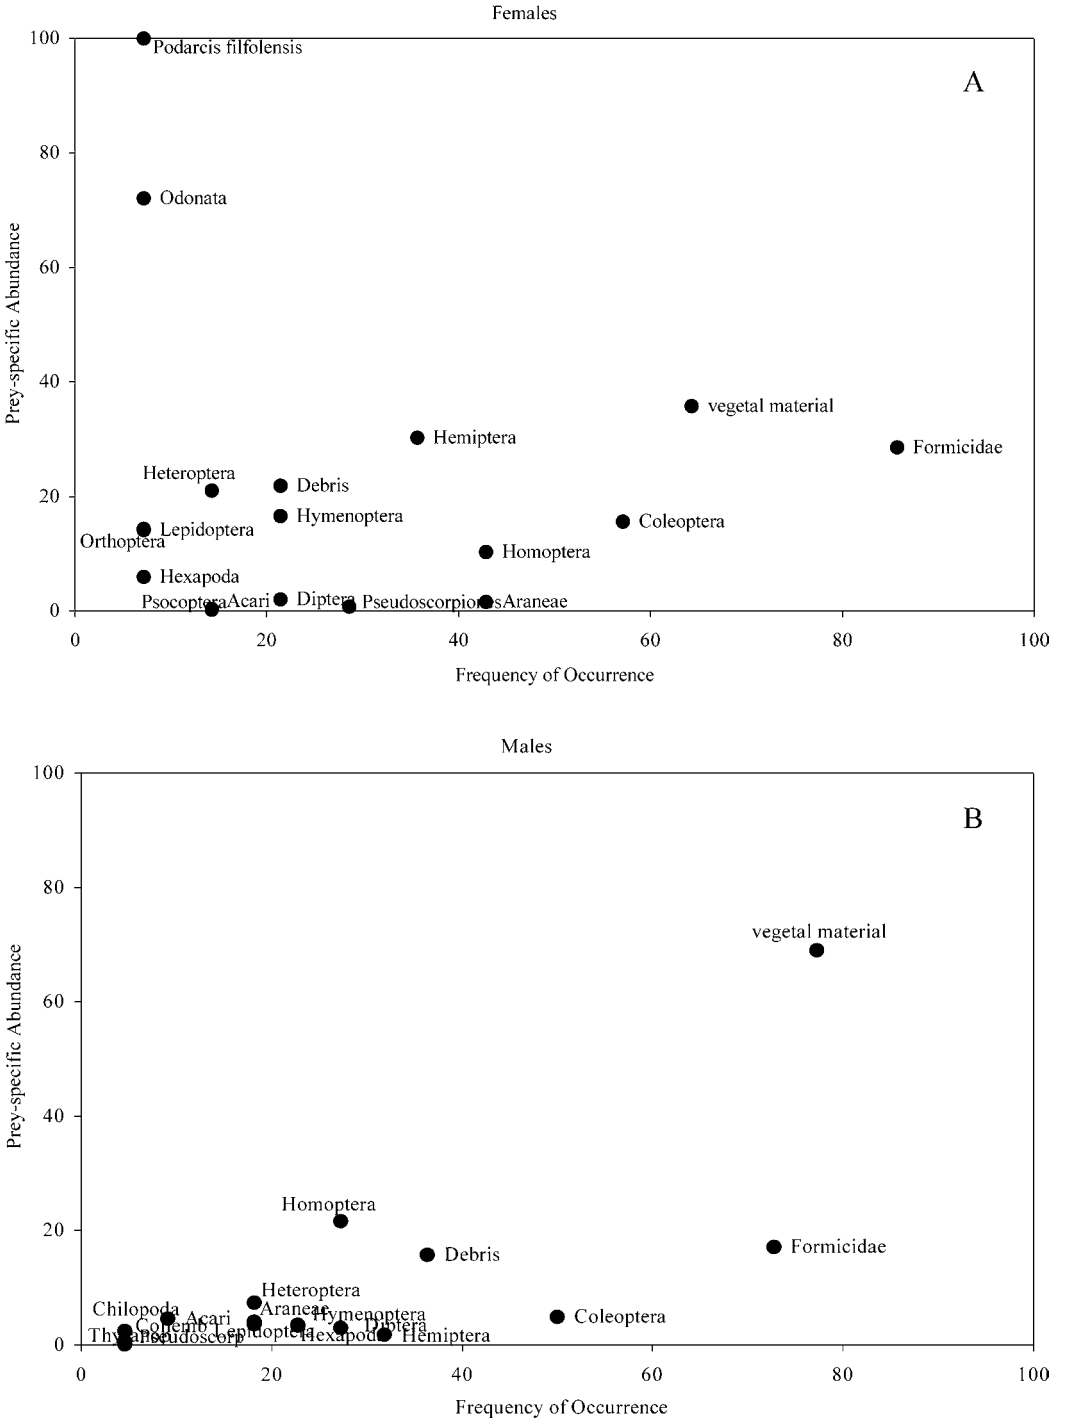 Females
100
Podarcis filfolensis
A
80
Odonata
60
Prey-specific Abundance
40
vegetal material
Hemiptera
Formicidae
Heteroptera
Debris
20
Hymenoptera
Coleoptera
Lepidoptera
Orthoptera
Homoptera
Hexapoda
Psocoptera Acari Diptera Pseudoscorpiones Araneae
0
0 20 40 60 80 100
Frequency of Occurrence
Males
100
B
80
vegetal material
60
Prey-specific Abundance
40
Homoptera
20
Debris
Formicidae
Heteroptera
Chilopoda
Araneae
Acari
Hymenoptera
Coleoptera
Collemb
Diptera
Lepidoptera
Pseudoscorp
Hexapoda
Hemiptera
0
0 20 40 60 80 100
Frequency of Occurrence